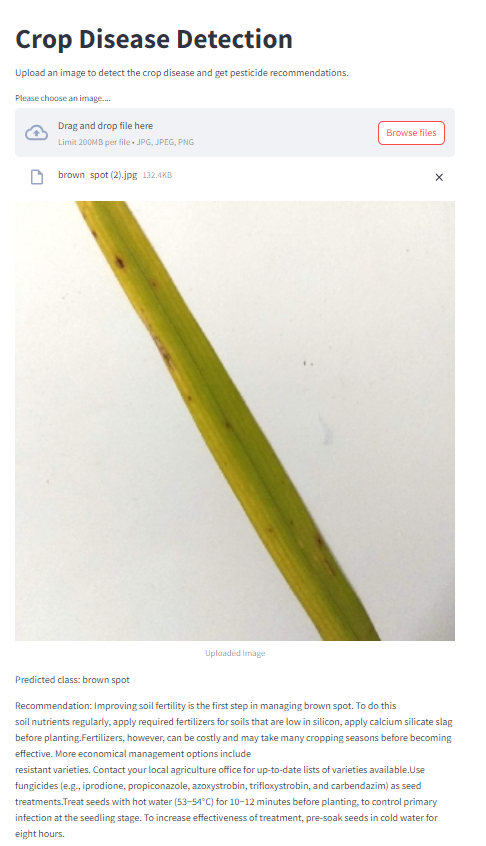 Crop Disease Detection
Upload an image to detect the crop disease and get pesticide recommendations.
Please choose an image....
Drag and drop file here
Limit 200MB per file • JPG, JPEG, PNG
Browse files
brown spot (2).jpg 132.4KB
Uploaded Image
Predicted class: brown spot
Recommendation: Improving soil fertility is the first step in managing brown spot. To do this
soil nutrients regularly, apply required fertilizers for soils that are low in silicon, apply calcium silicate slag
before planting.Fertilizers, however, can be costly and may take many cropping seasons before becoming
effective. More economical management options include
resistant varieties. Contact your local agriculture office for up-to-date lists of varieties available.Use
fungicides (e.g., iprodione, propiconazole, azoxystrobin, trifloxystrobin, and carbendazim) as seed
treatments.Treat seeds with hot water (53−54°C) for 10−12 minutes before planting, to control primary
infection at the seedling stage. To increase effectiveness of treatment, pre-soak seeds in cold water for
eight hours.